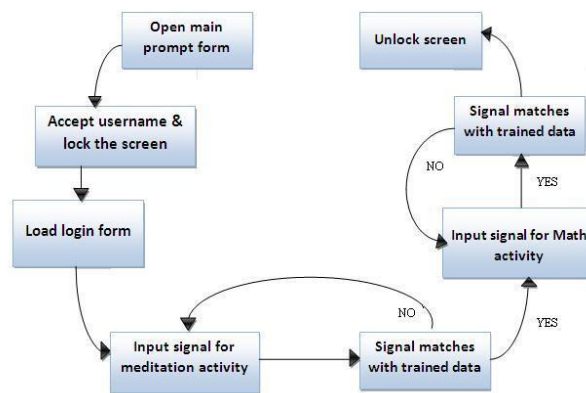 Open main
prompt form
Accept username &
lock the screen
Load login form
Input signal for
meditation activity
NO
Signal matches
with trained data
YES
Input signal for Math
activity
YES
NO
Signal matches
with trained data
Unlock screen